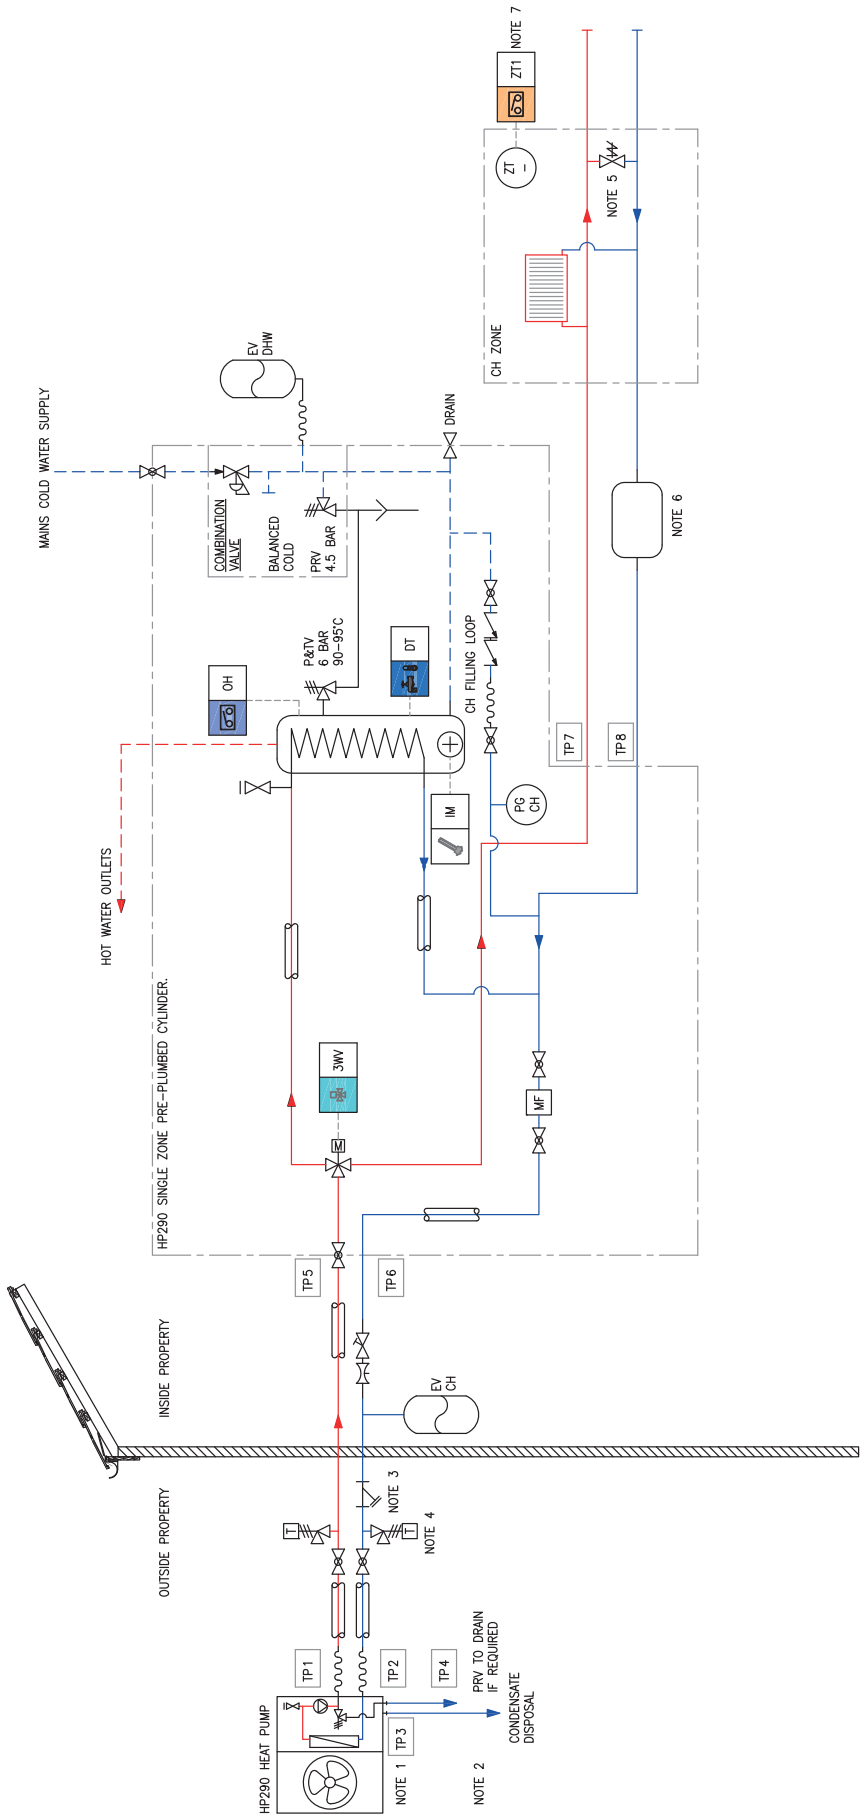 HP290 HEAT PUMP
NOTE 1
NOTE 2
TP1
TP2
TP3
TP4
PRV TO DRAIN
IF REQUIRED
CONDENSATE
DISPOSAL
OUTSIDE PROPERTY
T
T
NOTE 4
NOTE 3
INSIDE PROPERTY
EV
CH
TP5
TP6
HP290 SINGLE ZONE PRE-PLUMBED CYLINDER.
M
3WV
MF
HOT WATER OUTLETS
OH
IM
DT
PG
CH
CH FILLING LOOP
P&TV
6 BAR
90-95°C
MAINS COLD WATER SUPPLY
COMBINATION
VALVE
BALANCED
COLD
PRV
4.5 BAR
EV
DHW
DRAIN
TP7
TP8
NOTE 6
CH ZONE
NOTE 5
ZT
ZT1
NOTE 7